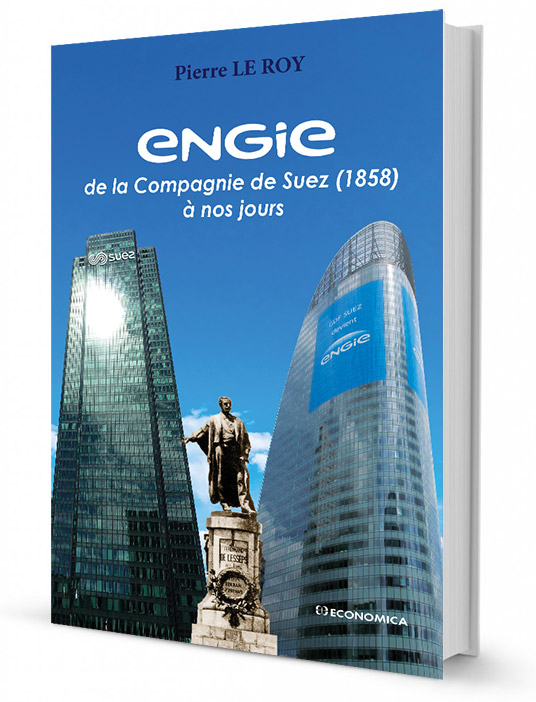 Pierre LE ROY
ENGIE
de la Compagnie de Suez (1858)
à nos jours
suez
GDF SUEZ
devient
ENGIE
FERDINAND
DE LESSEPS
ECONOMICA